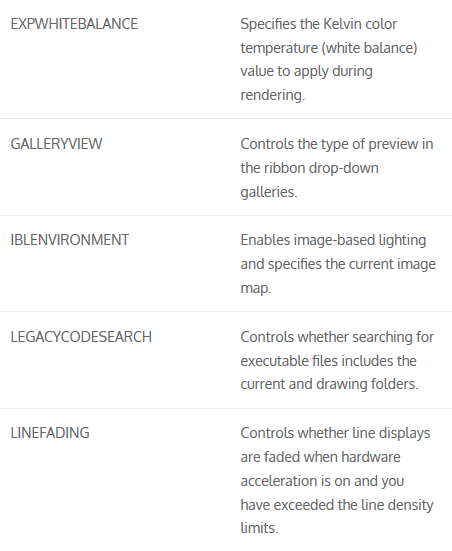 EXPWHITEBALANCE
Specifies the Kelvin color
temperature (white balance)
value to apply during
rendering.
GALLERYVIEW
Controls the type of preview in
the ribbon drop-down
galleries.
IBLENVIRONMENT
Enables image-based lighting
and specifies the current image
map.
LEGACYCODESEARCH
Controls whether searching for
executable files includes the
current and drawing folders.
LINEFADING
Controls whether line displays
are faded when hardware
acceleration is on and you
have exceeded the line density
limits.